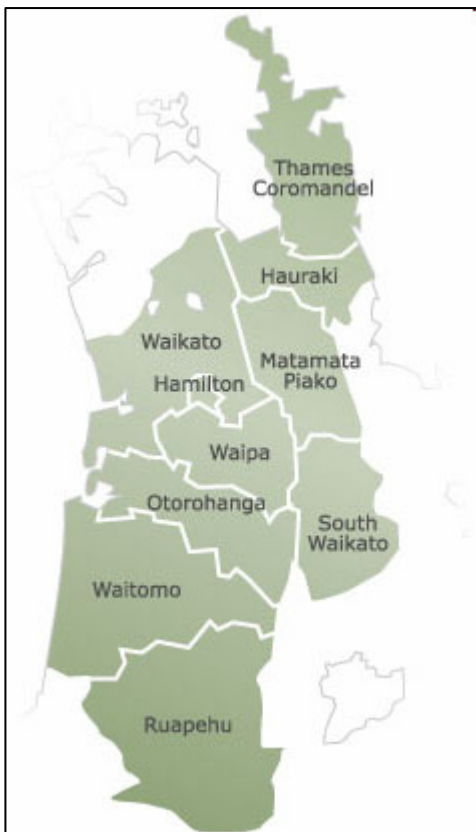 Thames
Coromandel
Hauraki
Waikato
Matamata
Piako
Hamilton
Waipa
Otorohanga
South
Waikato
Waitomo
Ruapehu